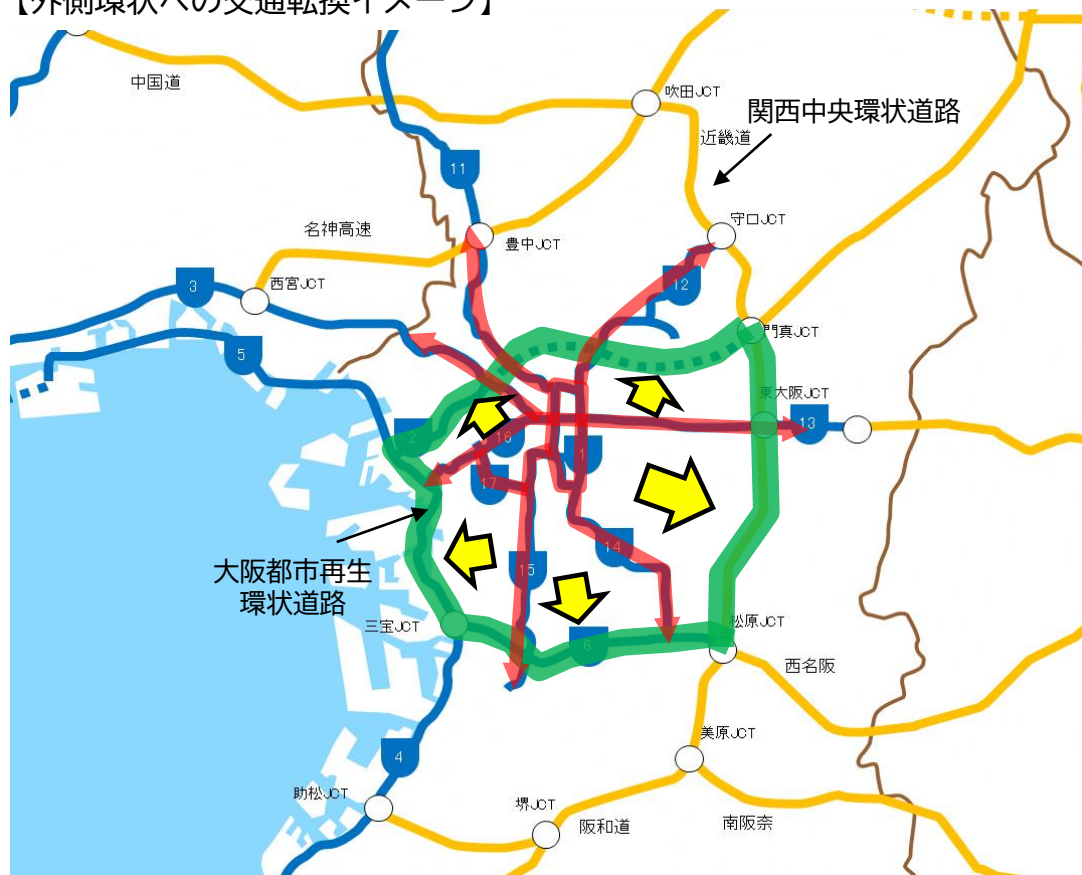 【外側環状への交通転換イメージ】
中国道
吹田JCT
関西中央環状道路
近畿道
11
守口JCT
名神高速
豊中JCT
12
西宮JCT
3
門真JCT
5
東大阪JCT
13
2
16
1
17
大阪都市再生
環状道路
14
15
三宝JCT
松原JCT
6
西名阪
美原JCT
4
助松JCT
堺JCT
阪和道
南阪奈